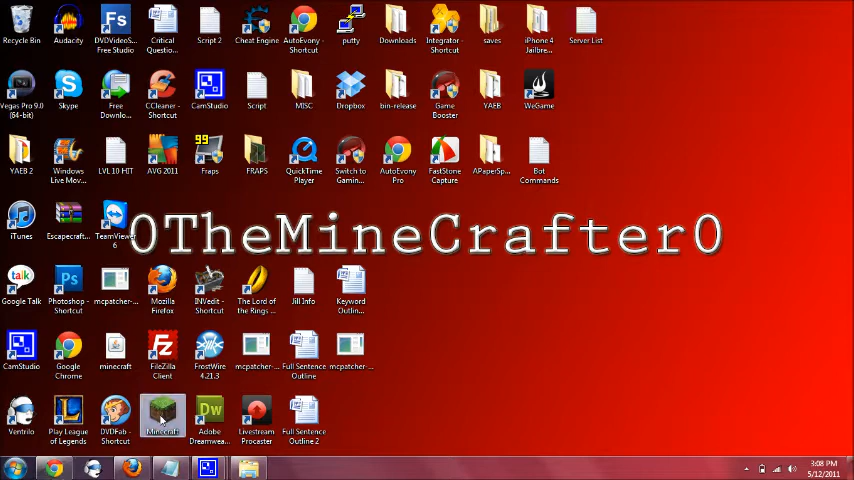 Recycle Bin
Audacity
DVDVideoS...
Free Studio
Critical
Questio...
Script 2
Cheat Engine
AutoEvony -
Shortcut
putty
Downloads
Integrator -
Shortcut
saves
iPhone 4
Jailbre...
Server List
Vegas Pro 9.0
(64-bit)
Skype
Free
Downlo...
CCleaner -
Shortcut
CamStudio
Script
MISC
Dropbox
bin-release
Game
Booster
YAEB
WeGame
YAEB 2
Windows
Live Mov...
LVL 10 HIT
AVG 2011
99
Fraps
FRAPS
QuickTime
Player
Switch to
Gamin...
AutoEvony
Pro
FastStone
Capture
APaperSp...
Bot
Commands
iTunes
Escapecraft...
TeamViewer
6
0TheMineCrafter0
talk
Google Talk
Ps
Photoshop -
Shortcut
mcpatcher-...
Mozilla
Firefox
INVedit -
Shortcut
The Lord of
the Rings ...
Jill Info
Keyword
Outlin...
CamStudio
Google
Chrome
minecraft
Fz
FileZilla
Client
FrostWire
4.21.3
mcpatcher-...
Full Sentence
Outline
mcpatcher-...
Ventrilo
Play League
of Legends
DVDFab -
Shortcut
Minecraft
Dw
Adobe
Dreamwea...
Livestream
Procaster
Full Sentence
Outline 2
3:08 PM
5/12/2011